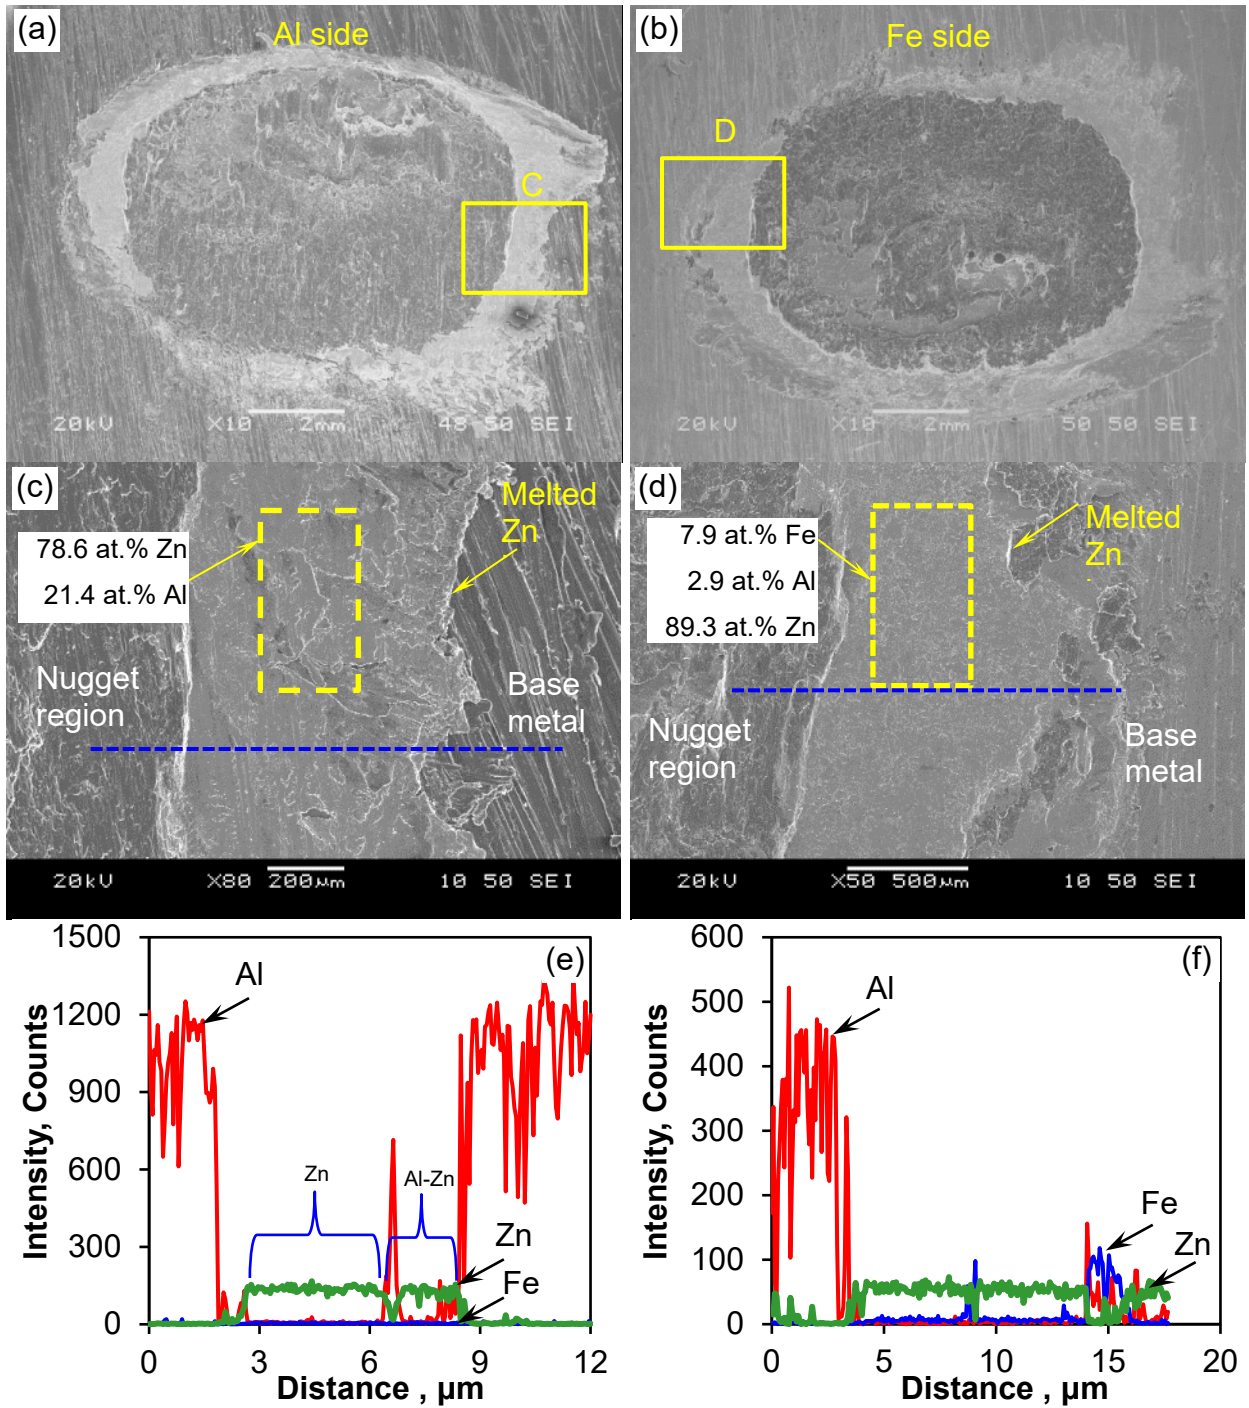 (a)
Al side
C
20kV X10 2mm 48 50 SEI
(b)
Fe side
D
20kV X10 2mm 50 50 SEI
(c)
Melted
Zn
78.6 at.% Zn
21.4 at.% Al
Nugget
region
Base
metal
20kV X80 200µm 10 50 SEI
(d)
Melted
Zn
7.9 at.% Fe
2.9 at.% Al
89.3 at.% Zn
Nugget
region
Base
metal
20kV X50 500µm 10 50 SEI
(e)
Intensity, Counts
1500
1200
900
600
300
0
Al
Zn
Al-Zn
Zn
Fe
0 3 6 9 12
Distance , µm
(f)
Intensity, Counts
600
500
400
300
200
100
0
Al
Fe
Zn
0 5 10 15 20
Distance , µm